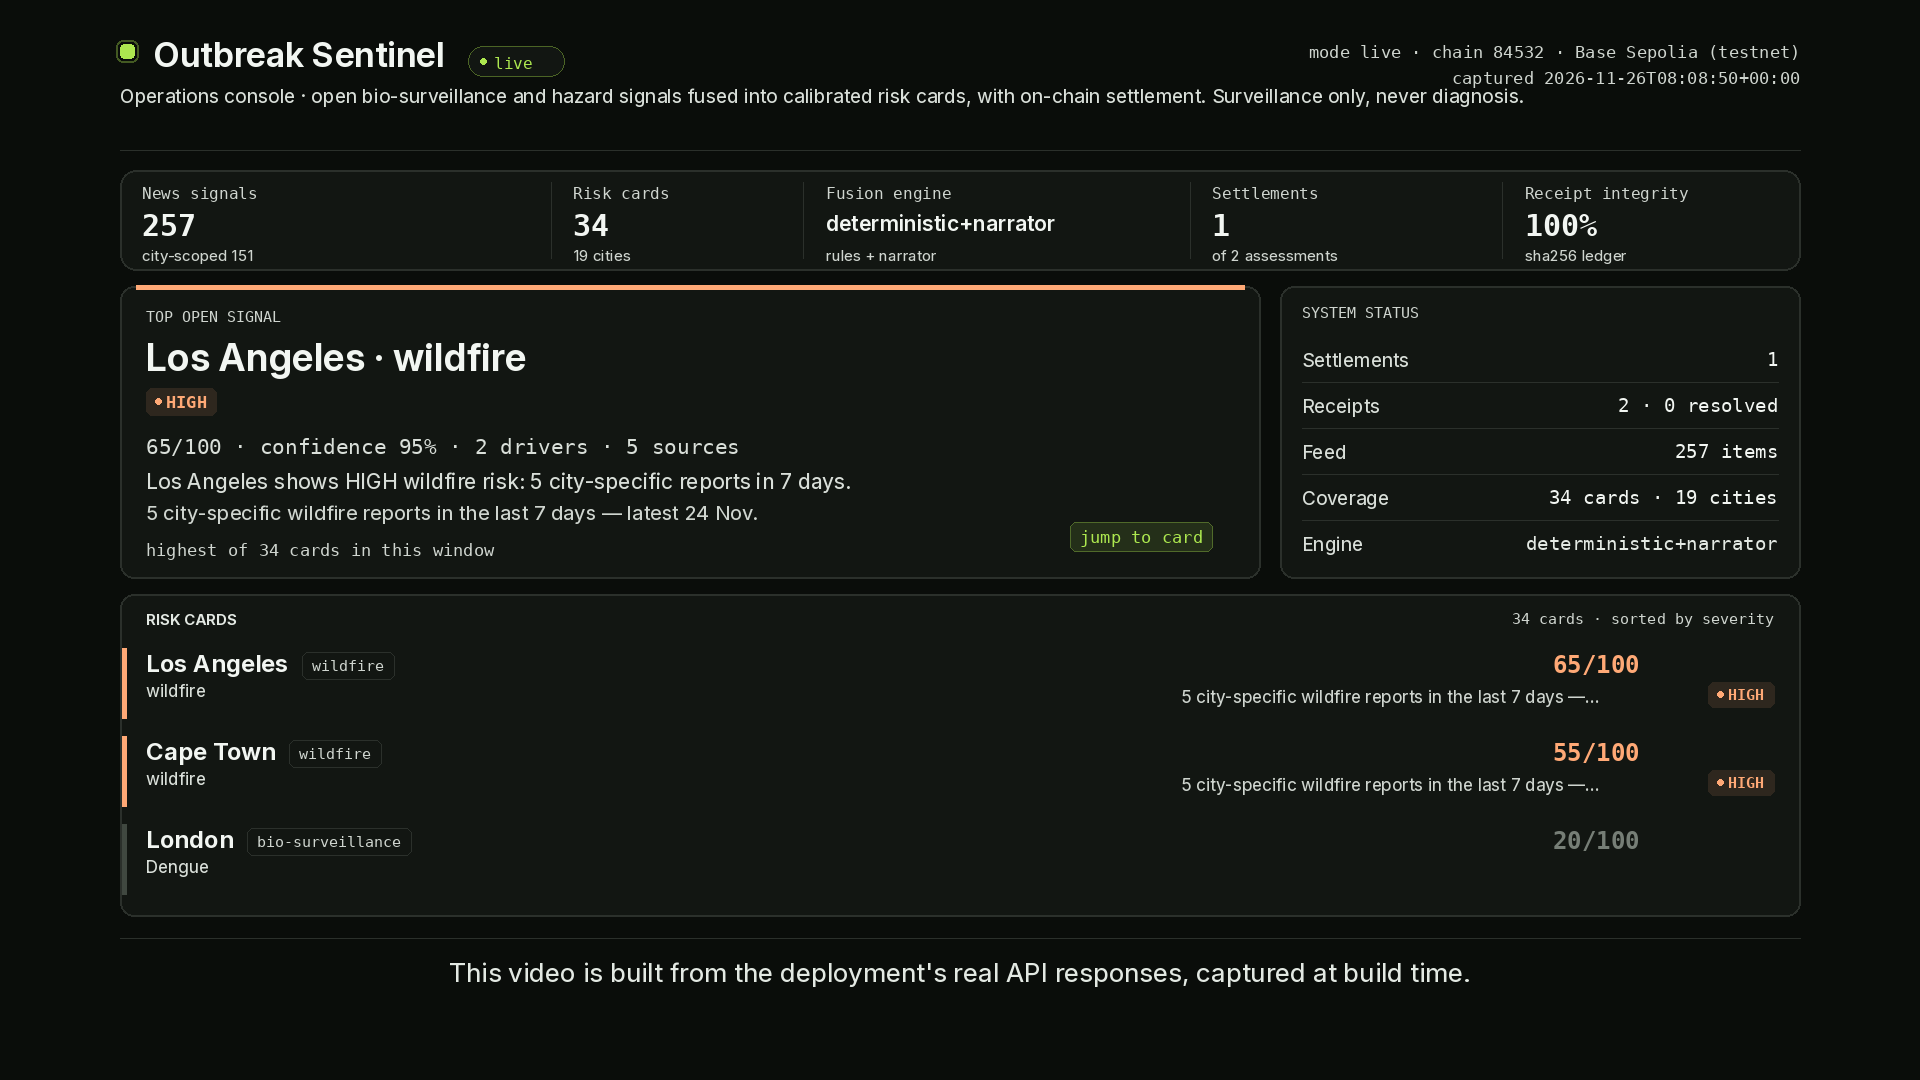 Outbreak Sentinel
live
mode live · chain 84532 · Base Sepolia (testnet)
captured 2026-11-26T08:08:50+00:00
Operations console · open bio-surveillance and hazard signals fused into calibrated risk cards, with on-chain settlement. Surveillance only, never diagnosis.
News signals
257
city-scoped 151
Risk cards
34
19 cities
Fusion engine
deterministic+narrator
rules + narrator
Settlements
1
of 2 assessments
Receipt integrity
100%
sha256 ledger
TOP OPEN SIGNAL
Los Angeles · wildfire
HIGH
65/100 · confidence 95% · 2 drivers · 5 sources
Los Angeles shows HIGH wildfire risk: 5 city-specific reports in 7 days.
5 city-specific wildfire reports in the last 7 days — latest 24 Nov.
highest of 34 cards in this window
jump to card
SYSTEM STATUS
Settlements 1
Receipts 2 · 0 resolved
Feed 257 items
Coverage 34 cards · 19 cities
Engine deterministic+narrator
RISK CARDS
34 cards · sorted by severity
Los Angeles wildfire 65/100
wildfire 5 city-specific wildfire reports in the last 7 days —... HIGH
Cape Town wildfire 55/100
wildfire 5 city-specific wildfire reports in the last 7 days —... HIGH
London bio-surveillance 20/100
Dengue
This video is built from the deployment's real API responses, captured at build time.